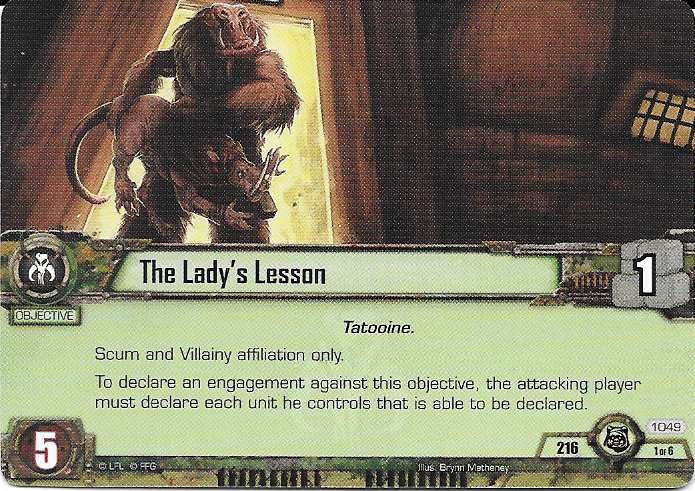 The Lady's Lesson
1
OBJECTIVE
Tatooine.
Scum and Villainy affiliation only.
To declare an engagement against this objective, the attacking player
must declare each unit he controls that is able to be declared.
5
© LFL © FFG
Illus. Brynn Metheney
216
1049
1 OF 6